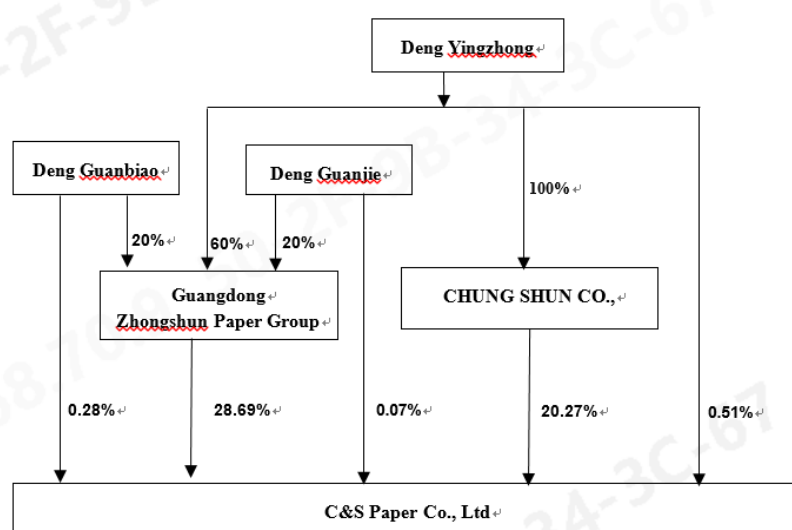 Deng Yingzhong
Deng Guanbiao
Deng Guanjie
100%
20%
60%
20%
Guangdong
Zhongshun Paper Group
CHUNG SHUN CO.,
0.28%
28.69%
0.07%
20.27%
0.51%
C&S Paper Co., Ltd